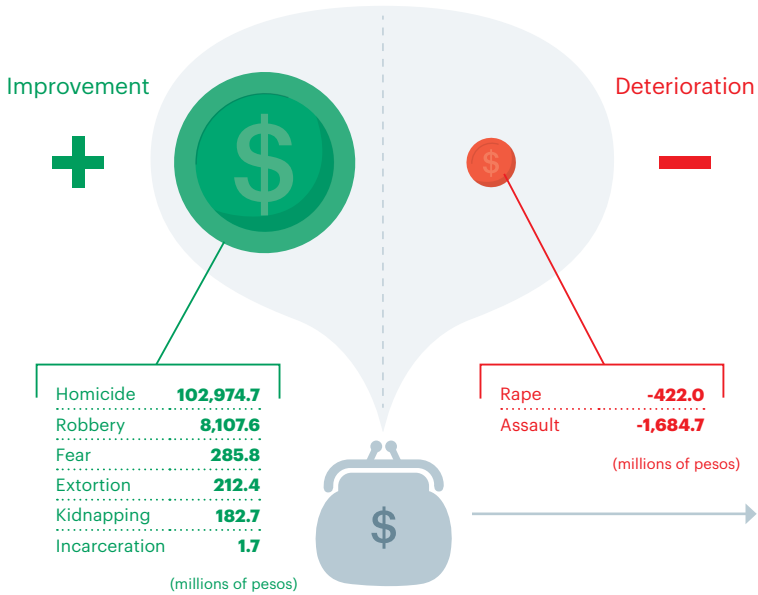 Improvement
+
$
Homicide 102,974.7
Robbery 8,107.6
Fear 285.8
Extortion 212.4
Kidnapping 182.7
Incarceration 1.7
(millions of pesos)
Deterioration
−
$
Rape -422.0
Assault -1,684.7
(millions of pesos)
$